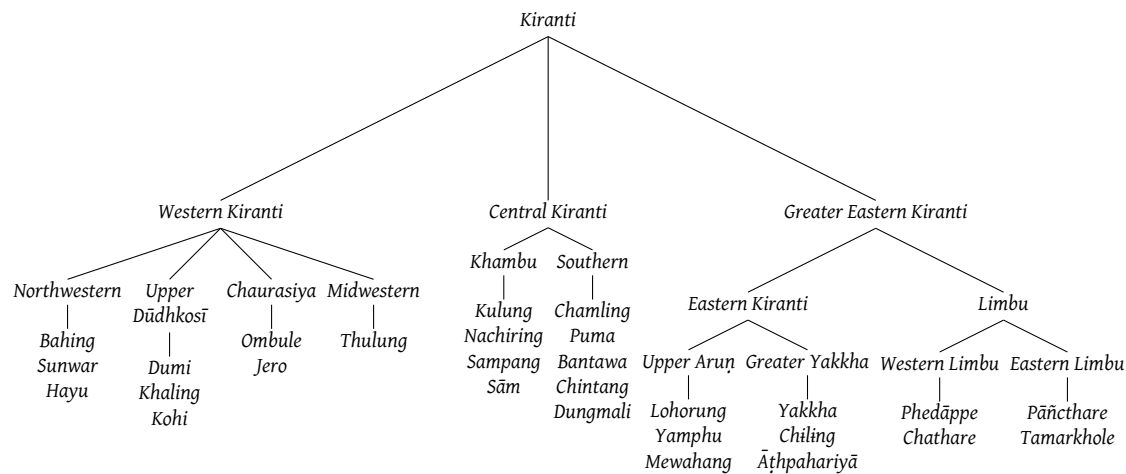 Kiranti
Western Kiranti
Central Kiranti
Greater Eastern Kiranti
Northwestern
Bahing
Sunwar
Hayu
Upper
Dūdhkosī
Dumi
Khaling
Kohi
Chaurasiya
Ombule
Jero
Midwestern
Thulung
Khambu
Kulung
Nachiring
Sampang
Sām
Southern
Chamling
Puma
Bantawa
Chintang
Dungmali
Eastern Kiranti
Upper Aruṇ
Lohorung
Yamphu
Mewahang
Greater Yakkha
Yakkha
Chɨlɨng
Āṭhpahariyā
Limbu
Western Limbu
Phedāppe
Chathare
Eastern Limbu
Pāñcthare
Tamarkhole